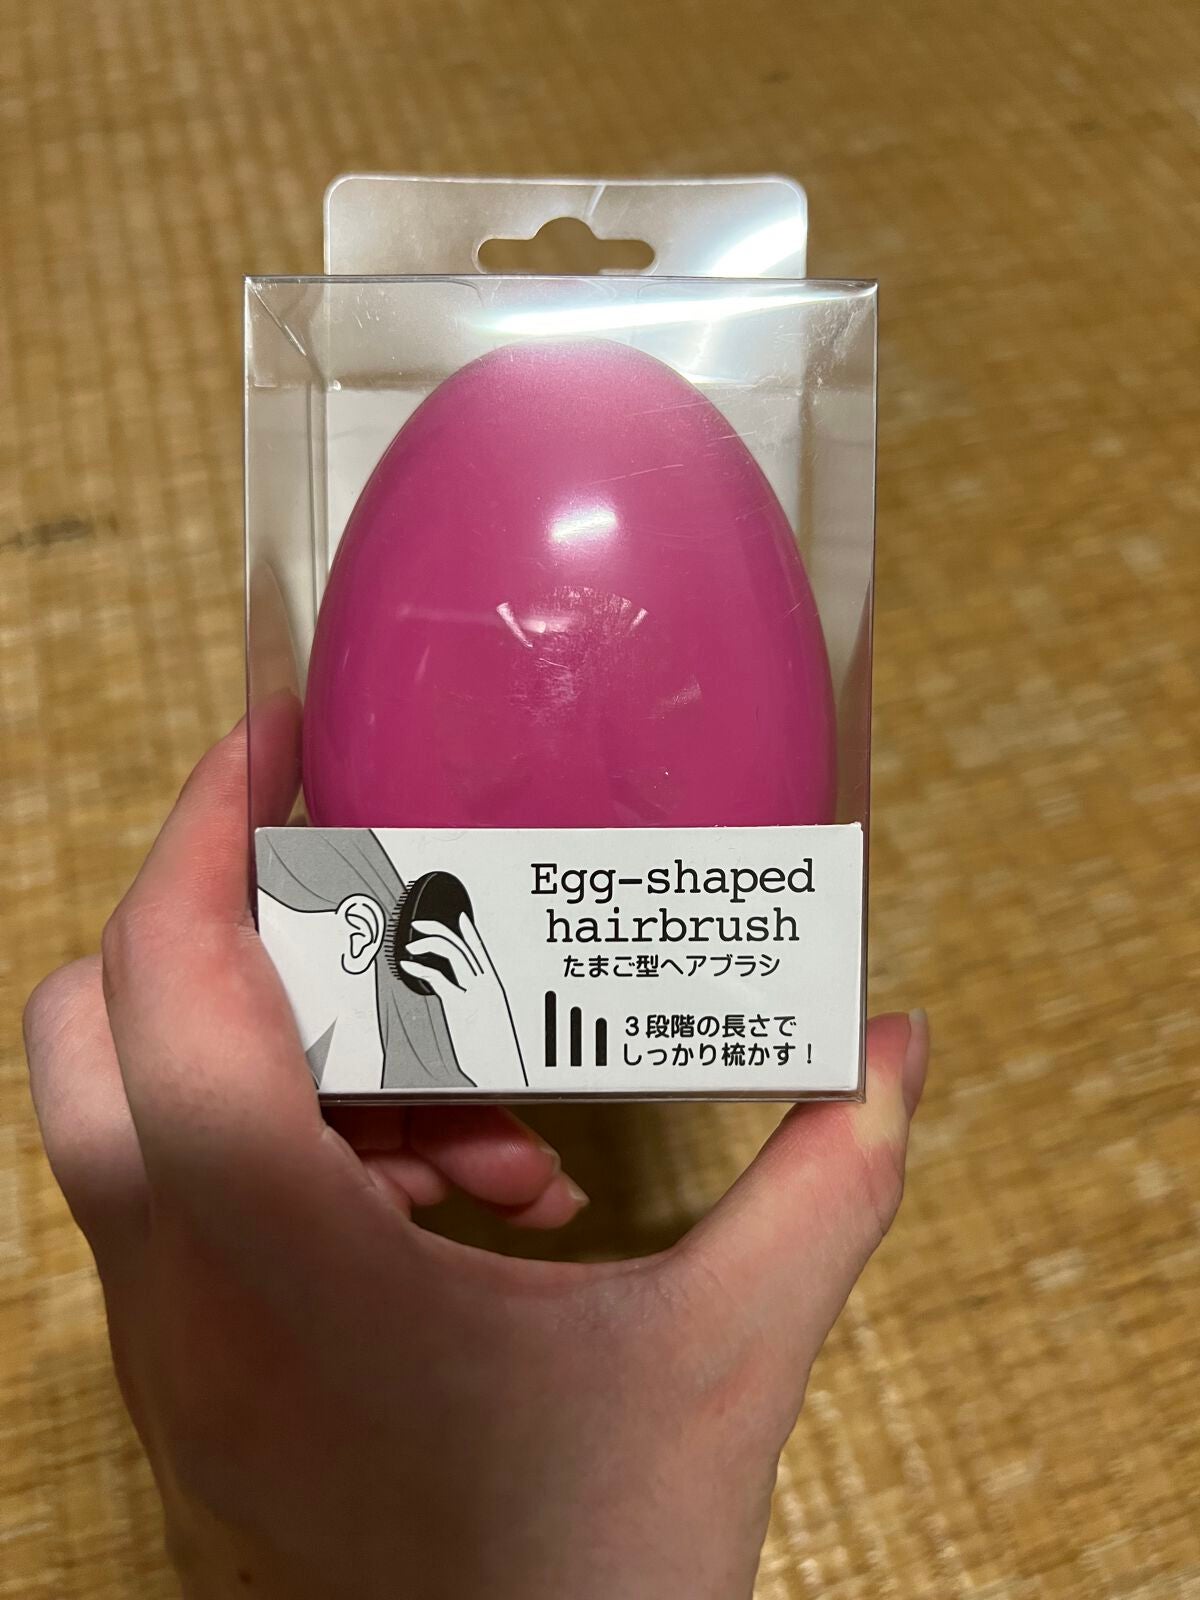 Egg-shaped
hairbrush
たまご型ヘアブラシ
３段階の長さで
しっかり梳かす！